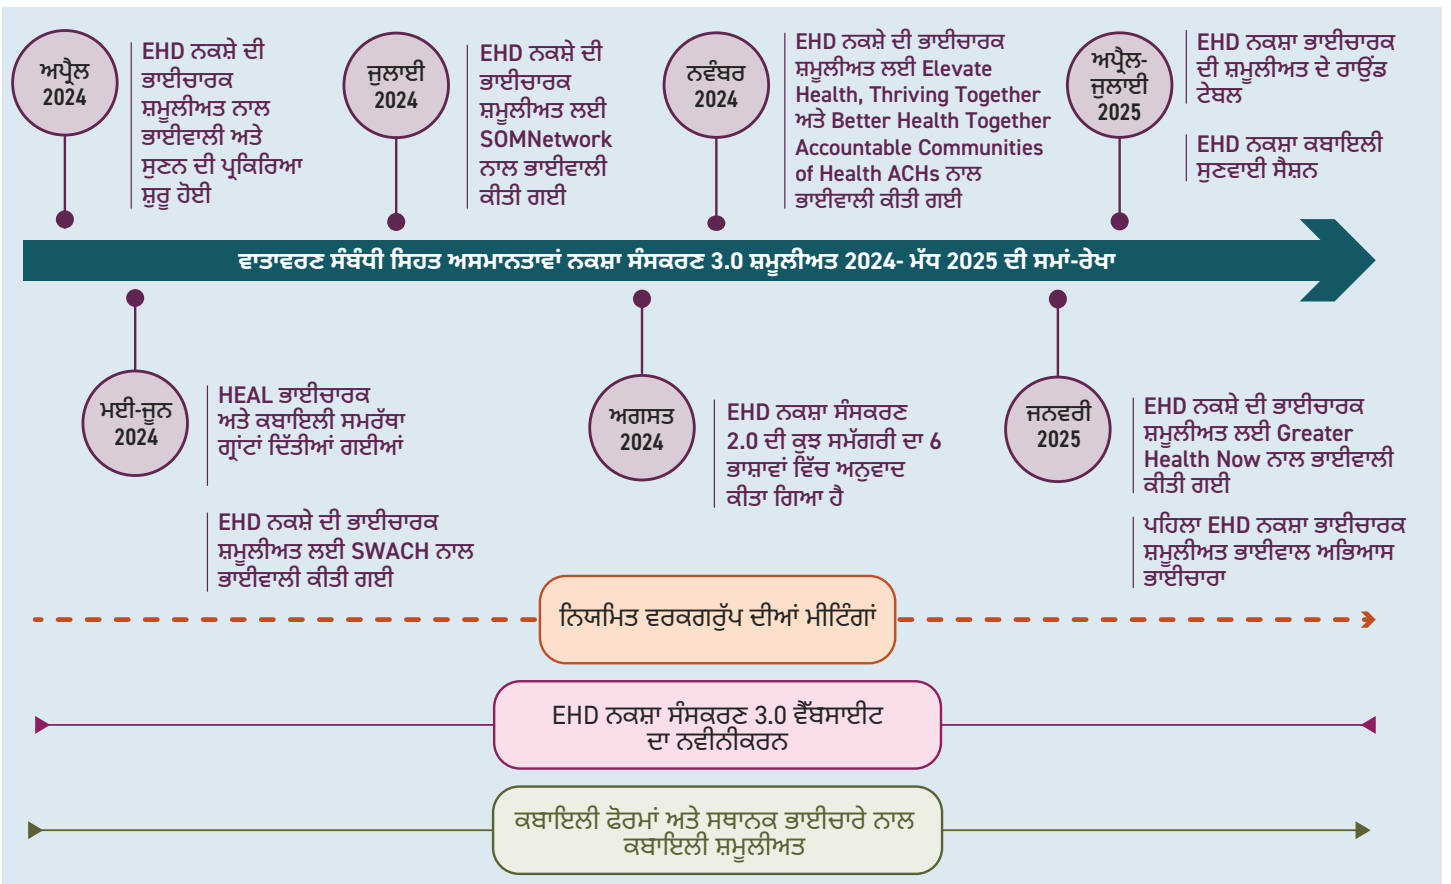 ਅਪ੍ਰੈਲ
2024
EHD ਨਕਸ਼ੇ ਦੀ
ਭਾਈਚਾਰਕ
ਸ਼ਮੂਲੀਅਤ ਨਾਲ
ਭਾਈਵਾਲੀ ਅਤੇ
ਸੁਣਨ ਦੀ ਪ੍ਰਕਿਰਿਆ
ਸ਼ੁਰੂ ਹੋਈ
ਜੁਲਾਈ
2024
EHD ਨਕਸ਼ੇ ਦੀ
ਭਾਈਚਾਰਕ
ਸ਼ਮੂਲੀਅਤ ਲਈ
SOMNetwork
ਨਾਲ ਭਾਈਵਾਲੀ
ਕੀਤੀ ਗਈ
ਨਵੰਬਰ
2024
EHD ਨਕਸ਼ੇ ਦੀ ਭਾਈਚਾਰਕ
ਸ਼ਮੂਲੀਅਤ ਲਈ Elevate
Health, Thriving Together
ਅਤੇ Better Health Together
Accountable Communities
of Health ACHs ਨਾਲ
ਭਾਈਵਾਲੀ ਕੀਤੀ ਗਈ
ਅਪ੍ਰੈਲ-
ਜੁਲਾਈ
2025
EHD ਨਕਸ਼ਾ ਭਾਈਚਾਰਕ
ਦੀ ਸ਼ਮੂਲੀਅਤ ਦੇ ਰਾਉਂਡ
ਟੇਬਲ
EHD ਨਕਸ਼ਾ ਕਬਾਇਲੀ
ਸੁਣਵਾਈ ਸੈਸ਼ਨ
ਵਾਤਾਵਰਣ ਸੰਬੰਧੀ ਸਿਹਤ ਅਸਮਾਨਤਾਵਾਂ ਨਕਸ਼ਾ ਸੰਸਕਰਣ 3.0 ਸ਼ਮੂਲੀਅਤ 2024- ਮੱਧ 2025 ਦੀ ਸਮਾਂ-ਰੇਖਾ
ਮਈ-ਜੂਨ
2024
HEAL ਭਾਈਚਾਰਕ
ਅਤੇ ਕਬਾਇਲੀ ਸਮਰੱਥਾ
ਗ੍ਰਾਂਟਾਂ ਦਿੱਤੀਆਂ ਗਈਆਂ
EHD ਨਕਸ਼ੇ ਦੀ ਭਾਈਚਾਰਕ
ਸ਼ਮੂਲੀਅਤ ਲਈ SWACH ਨਾਲ
ਭਾਈਵਾਲੀ ਕੀਤੀ ਗਈ
ਅਗਸਤ
2024
EHD ਨਕਸ਼ਾ ਸੰਸਕਰਣ
2.0 ਦੀ ਕੁਝ ਸਮੱਗਰੀ ਦਾ 6
ਭਾਸ਼ਾਵਾਂ ਵਿੱਚ ਅਨੁਵਾਦ
ਕੀਤਾ ਗਿਆ ਹੈ
ਜਨਵਰੀ
2025
EHD ਨਕਸ਼ੇ ਦੀ ਭਾਈਚਾਰਕ
ਸ਼ਮੂਲੀਅਤ ਲਈ Greater
Health Now ਨਾਲ ਭਾਈਵਾਲੀ
ਕੀਤੀ ਗਈ
ਪਹਿਲਾ EHD ਨਕਸ਼ਾ ਭਾਈਚਾਰਕ
ਸ਼ਮੂਲੀਅਤ ਭਾਈਵਾਲ ਅਭਿਆਸ
ਭਾਈਚਾਰਾ
ਨਿਯਮਿਤ ਵਰਕਗਰੁੱਪ ਦੀਆਂ ਮੀਟਿੰਗਾਂ
EHD ਨਕਸ਼ਾ ਸੰਸਕਰਣ 3.0 ਵੈੱਬਸਾਈਟ
ਦਾ ਨਵੀਨੀਕਰਨ
ਕਬਾਇਲੀ ਫੋਰਮਾਂ ਅਤੇ ਸਥਾਨਕ ਭਾਈਚਾਰੇ ਨਾਲ
ਕਬਾਇਲੀ ਸ਼ਮੂਲੀਅਤ